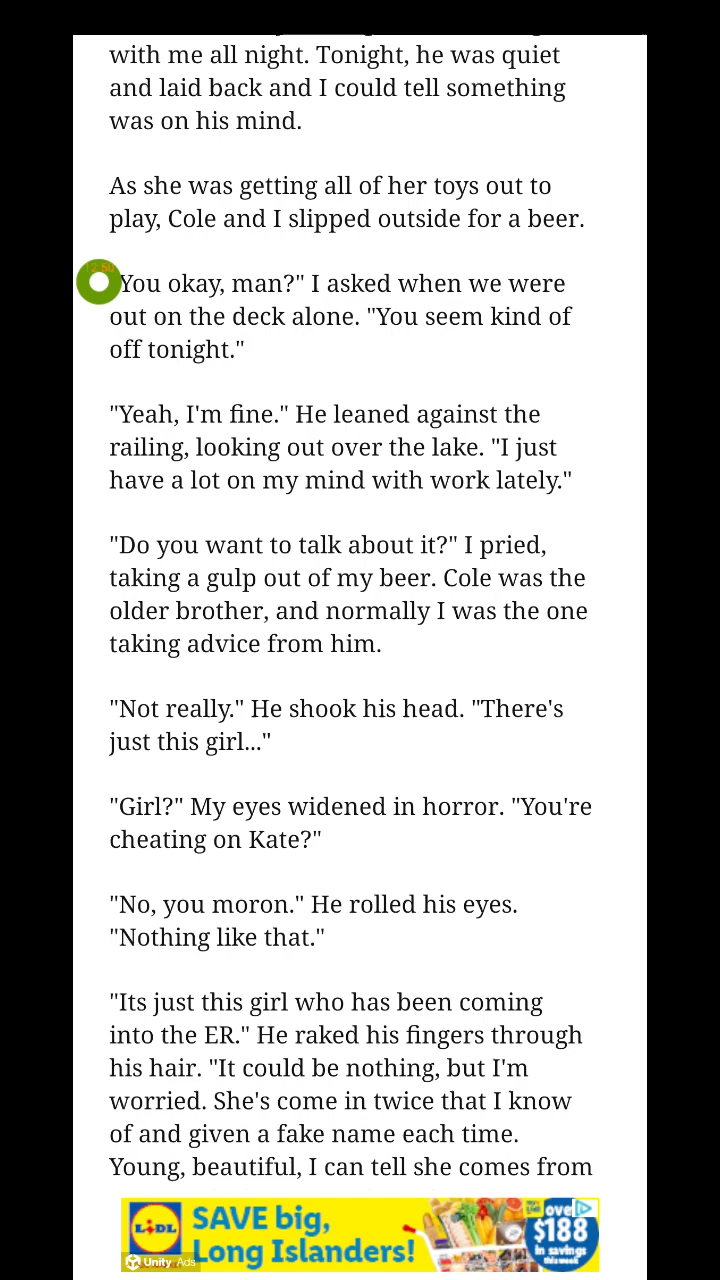 with me all night. Tonight, he was quiet
and laid back and I could tell something
was on his mind.
As she was getting all of her toys out to
play, Cole and I slipped outside for a beer.
You okay, man?" I asked when we were
out on the deck alone. "You seem kind of
off tonight."
"Yeah, I'm fine." He leaned against the
railing, looking out over the lake. "I just
have a lot on my mind with work lately."
"Do you want to talk about it?" I pried,
taking a gulp out of my beer. Cole was the
older brother, and normally I was the one
taking advice from him.
"Not really." He shook his head. "There's
just this girl..."
"Girl?" My eyes widened in horror. "You're
cheating on Kate?"
"No, you moron." He rolled his eyes.
"Nothing like that."
"Its just this girl who has been coming
into the ER." He raked his fingers through
his hair. "It could be nothing, but I'm
worried. She's come in twice that I know
of and given a fake name each time.
Young, beautiful, I can tell she comes from
LIDL
SAVE big,
Long Islanders!
over
$188
in savings
this week
Unity Ads